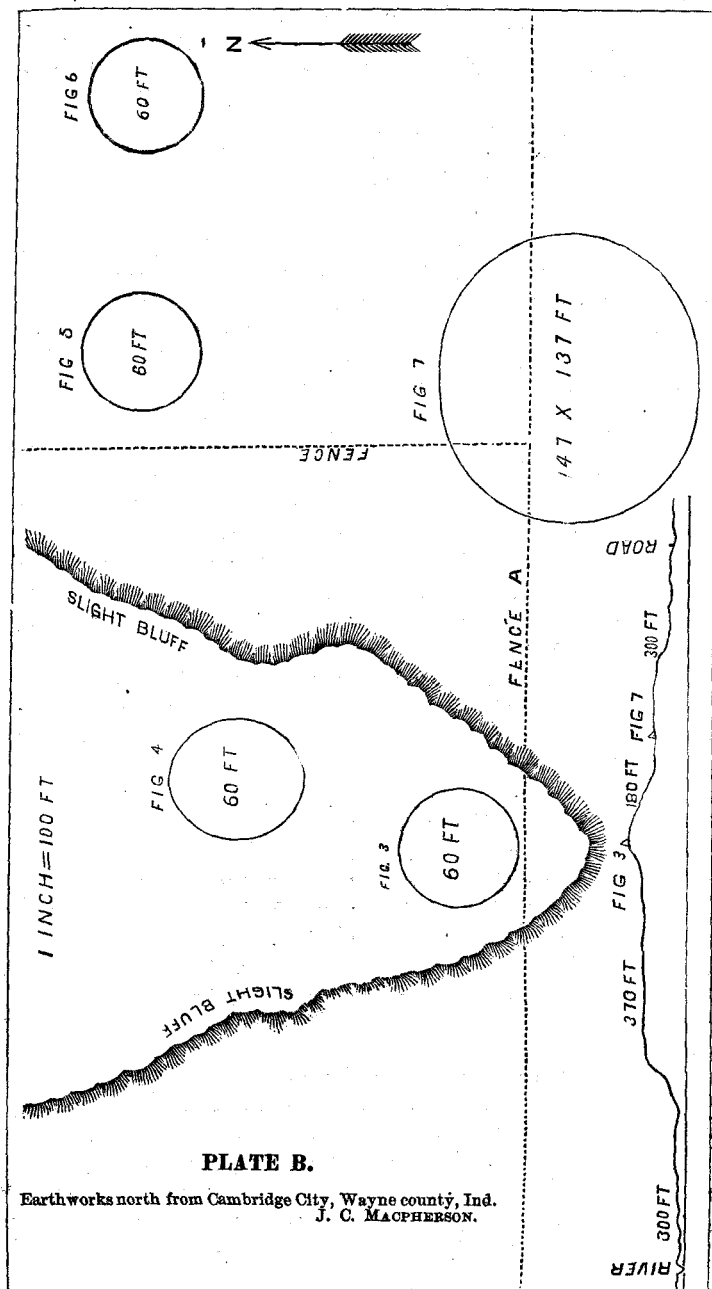 FIG 6
60 FT
N
FIG 5
60 FT
FIG 7
147 X 137 FT
FENCE
ROAD
SLIGHT BLUFF
FENCE A
300 FT
FIG 7
FIG 4
60 FT
180 FT
1 INCH=100 FT
FIG. 3
60 FT
FIG 3
SLIGHT BLUFF
370 FT
300 FT
RIVER
PLATE B.
Earthworks north from Cambridge City, Wayne county, Ind.
J. C. MACPHERSON.